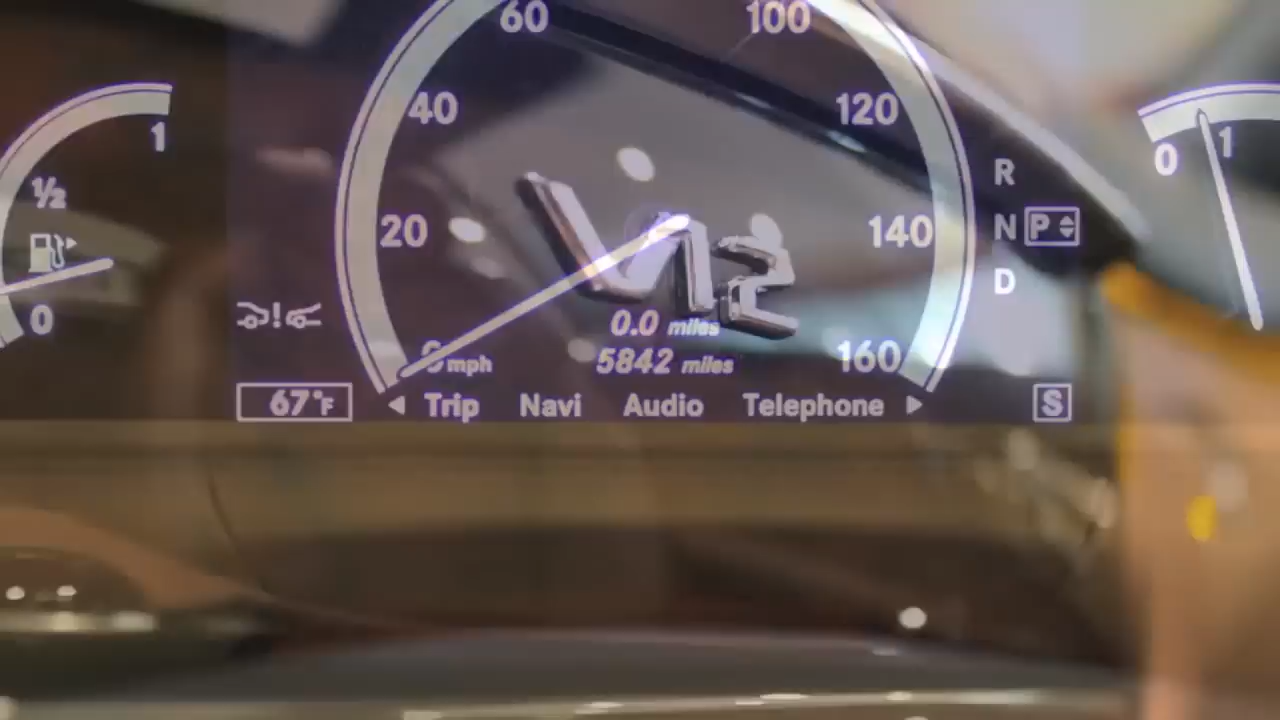 60 100
1 40 120 0 1
½ R
20 140 N P
D
0 0.0 miles
0 mph 5842 miles 160
67°F Trip Navi Audio Telephone S
V12